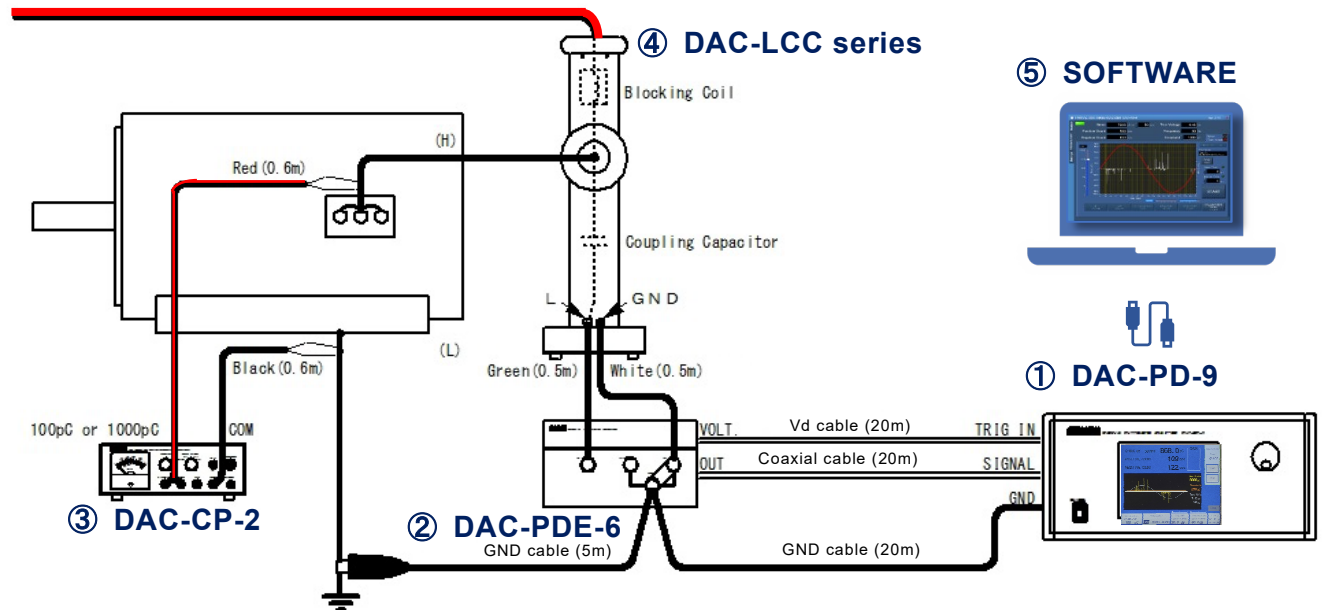 ④ DAC-LCC series
⑤ SOFTWARE
Blocking Coil
(H)
Red(0.6m)
Coupling Capacitor
L
GND
(L)
Black(0.6m)
Green(0.5m)
White(0.5m)
① DAC-PD-9
100pC or 1000pC
COM
VOLT.
Vd cable (20m)
TRIG IN
OUT
Coaxial cable (20m)
SIGNAL
GND
③ DAC-CP-2
② DAC-PDE-6
GND cable (5m)
GND cable (20m)